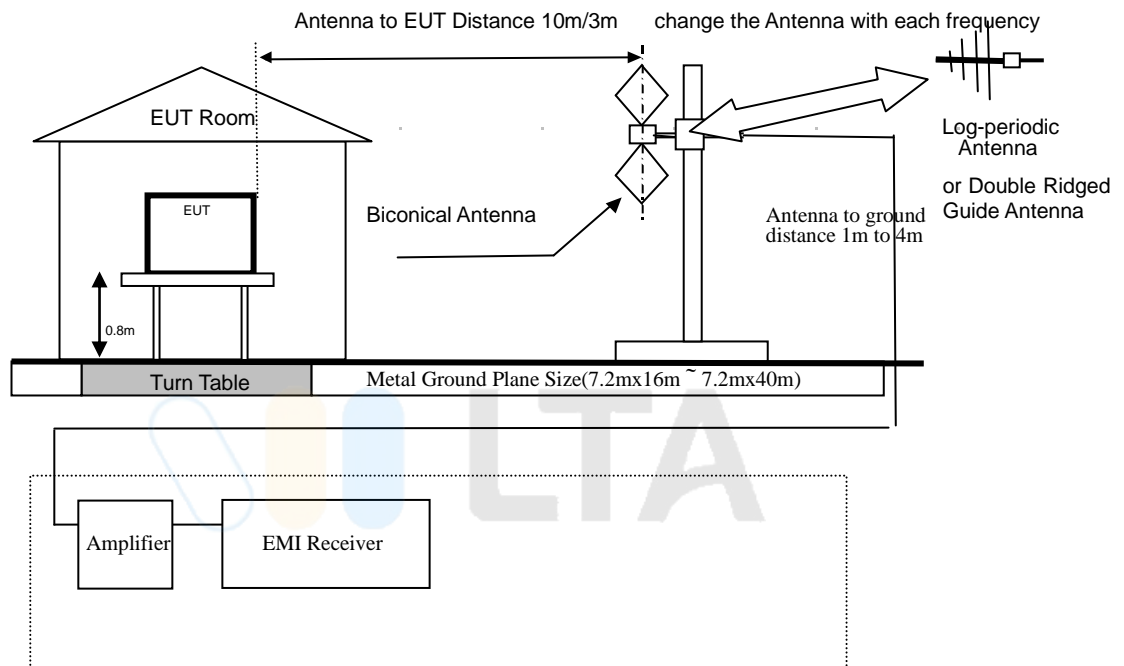 Antenna to EUT Distance 10m/3m
change the Antenna with each frequency
EUT Room
EUT
Biconical Antenna
Log-periodic
Antenna
or Double Ridged
Guide Antenna
Antenna to ground
distance 1m to 4m
0.8m
Turn Table
Metal Ground Plane Size(7.2mx16m ~ 7.2mx40m)
LTA
Amplifier
EMI Receiver